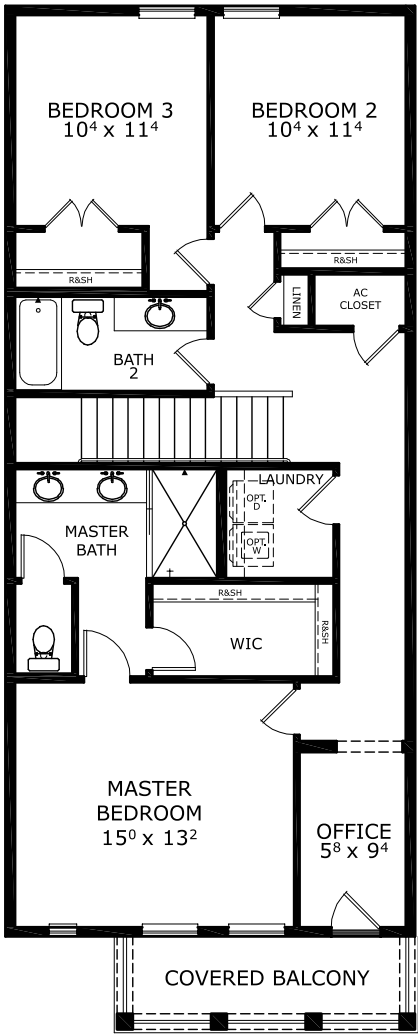 BEDROOM 3
10⁴ x 11⁴
BEDROOM 2
10⁴ x 11⁴
R&SH
R&SH
LINEN
AC
CLOSET
BATH
2
LAUNDRY
OPT.
D
OPT.
W
MASTER
BATH
R&SH
R&SH
WIC
MASTER
BEDROOM
15⁰ x 13²
OFFICE
5⁸ x 9⁴
COVERED BALCONY